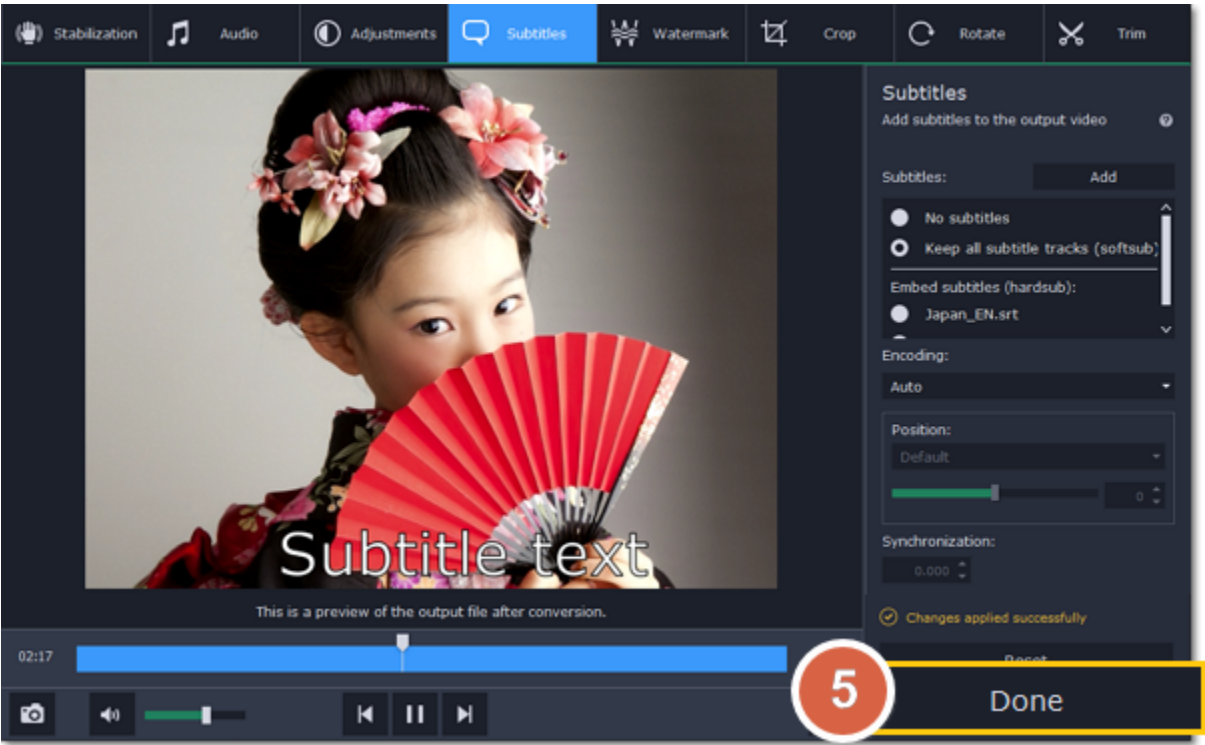 Stabilization
Audio
Adjustments
Subtitles
Watermark
Crop
Rotate
Trim
Subtitles
Add subtitles to the output video
?
Subtitles:
Add
No subtitles
Keep all subtitle tracks (softsub)
Embed subtitles (hardsub):
Japan_EN.srt
Encoding:
Auto
Position:
Default
0
Synchronization:
0.000
Changes applied successfully
Reset
Subtitle text
This is a preview of the output file after conversion.
02:17
5
Done